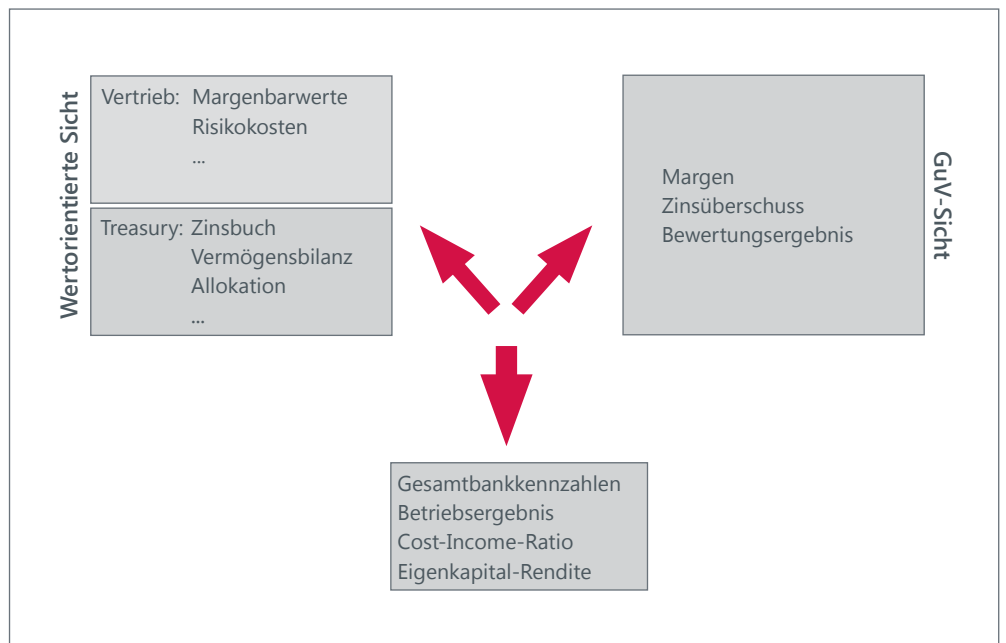 Wertorientierte Sicht
Vertrieb: Margenbarwerte
Risikokosten
...
Treasury: Zinsbuch
Vermögensbilanz
Allokation
...
Margen
Zinsüberschuss
Bewertungsergebnis
GuV-Sicht
Gesamtbankkennzahlen
Betriebsergebnis
Cost-Income-Ratio
Eigenkapital-Rendite